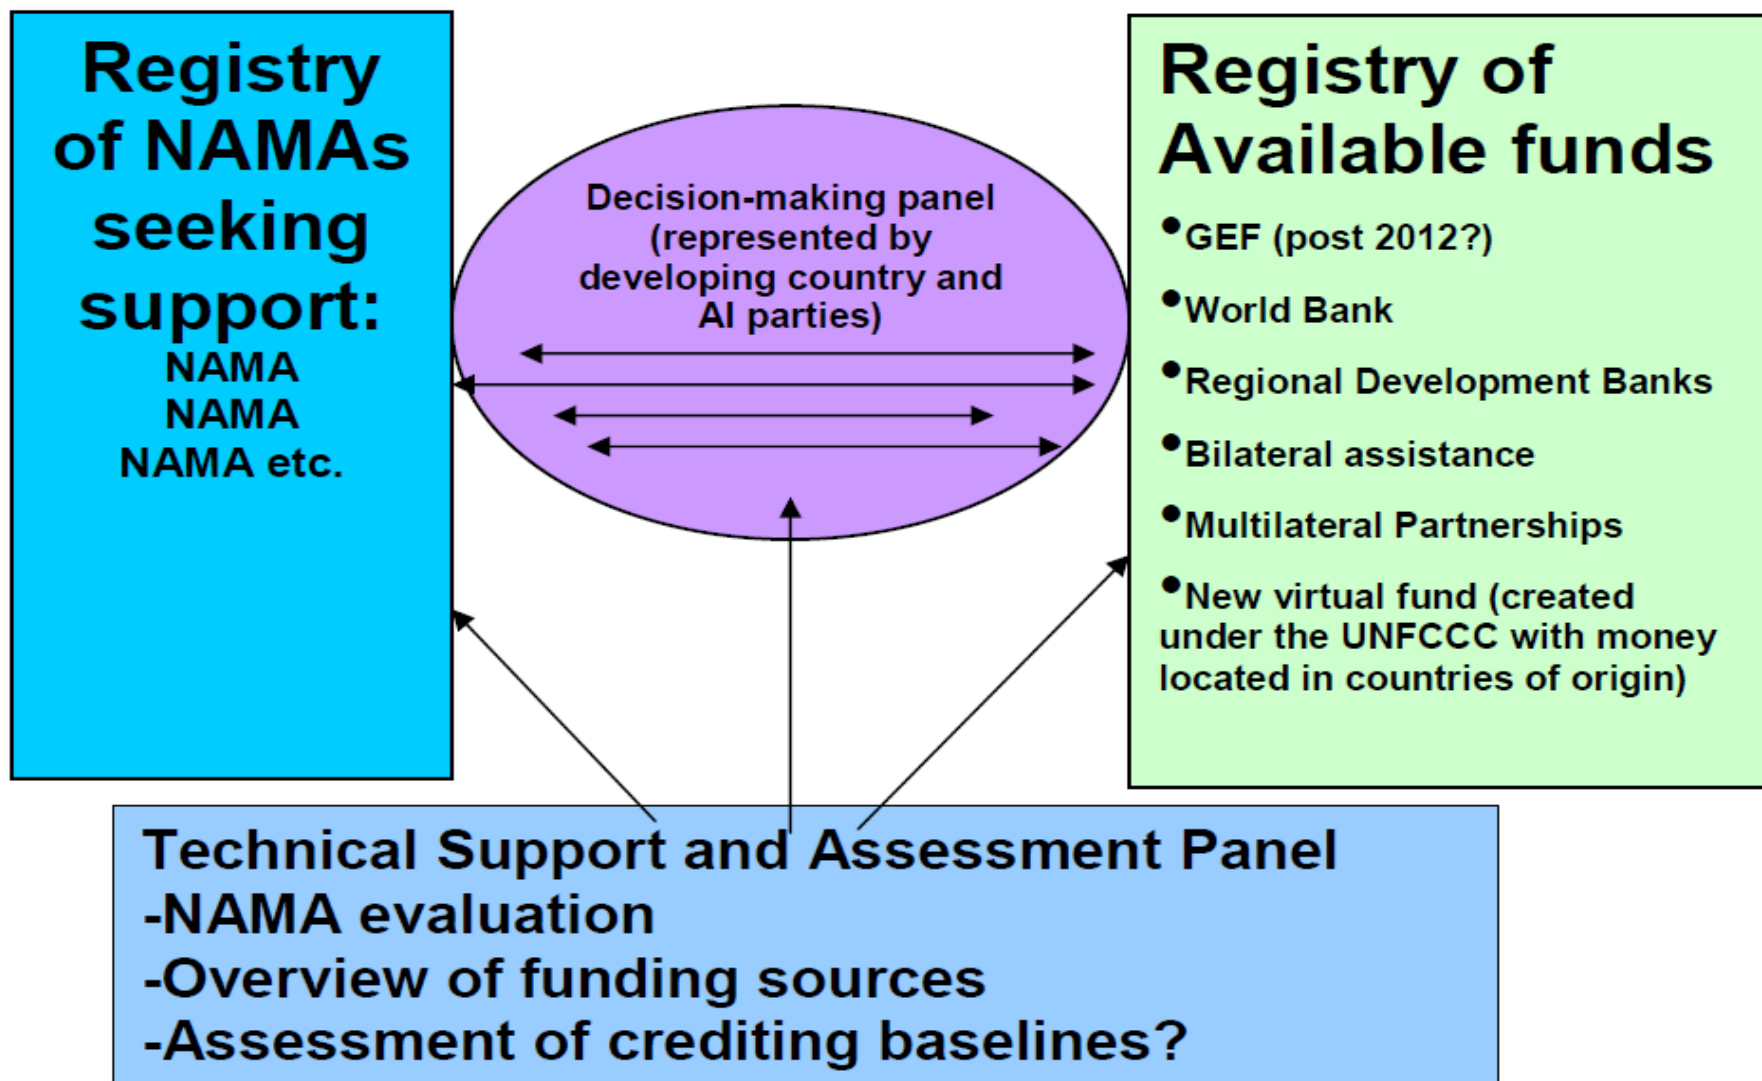 Registry
of NAMAs
seeking
support:
NAMA
NAMA
NAMA etc.
Decision-making panel
(represented by
developing country and
AI parties)
Registry of
Available funds
•GEF (post 2012?)
•World Bank
•Regional Development Banks
•Bilateral assistance
•Multilateral Partnerships
•New virtual fund (created
under the UNFCCC with money
located in countries of origin)
Technical Support and Assessment Panel
-NAMA evaluation
-Overview of funding sources
-Assessment of crediting baselines?